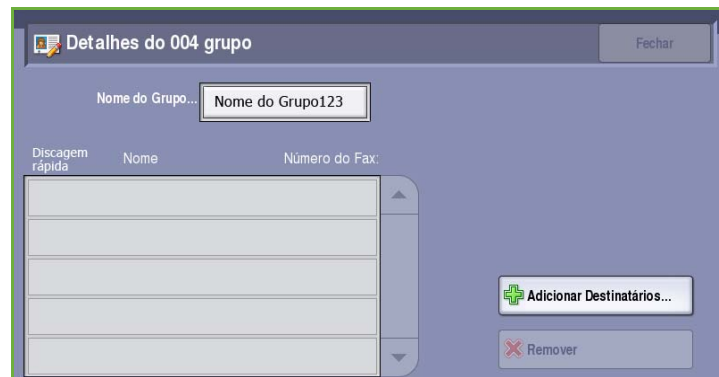 Detalhes do 004 grupo
Fechar
Nome do Grupo...
Nome do Grupo123
Discagem
rápida
Nome
Número do Fax:
Adicionar Destinatários...
Remover